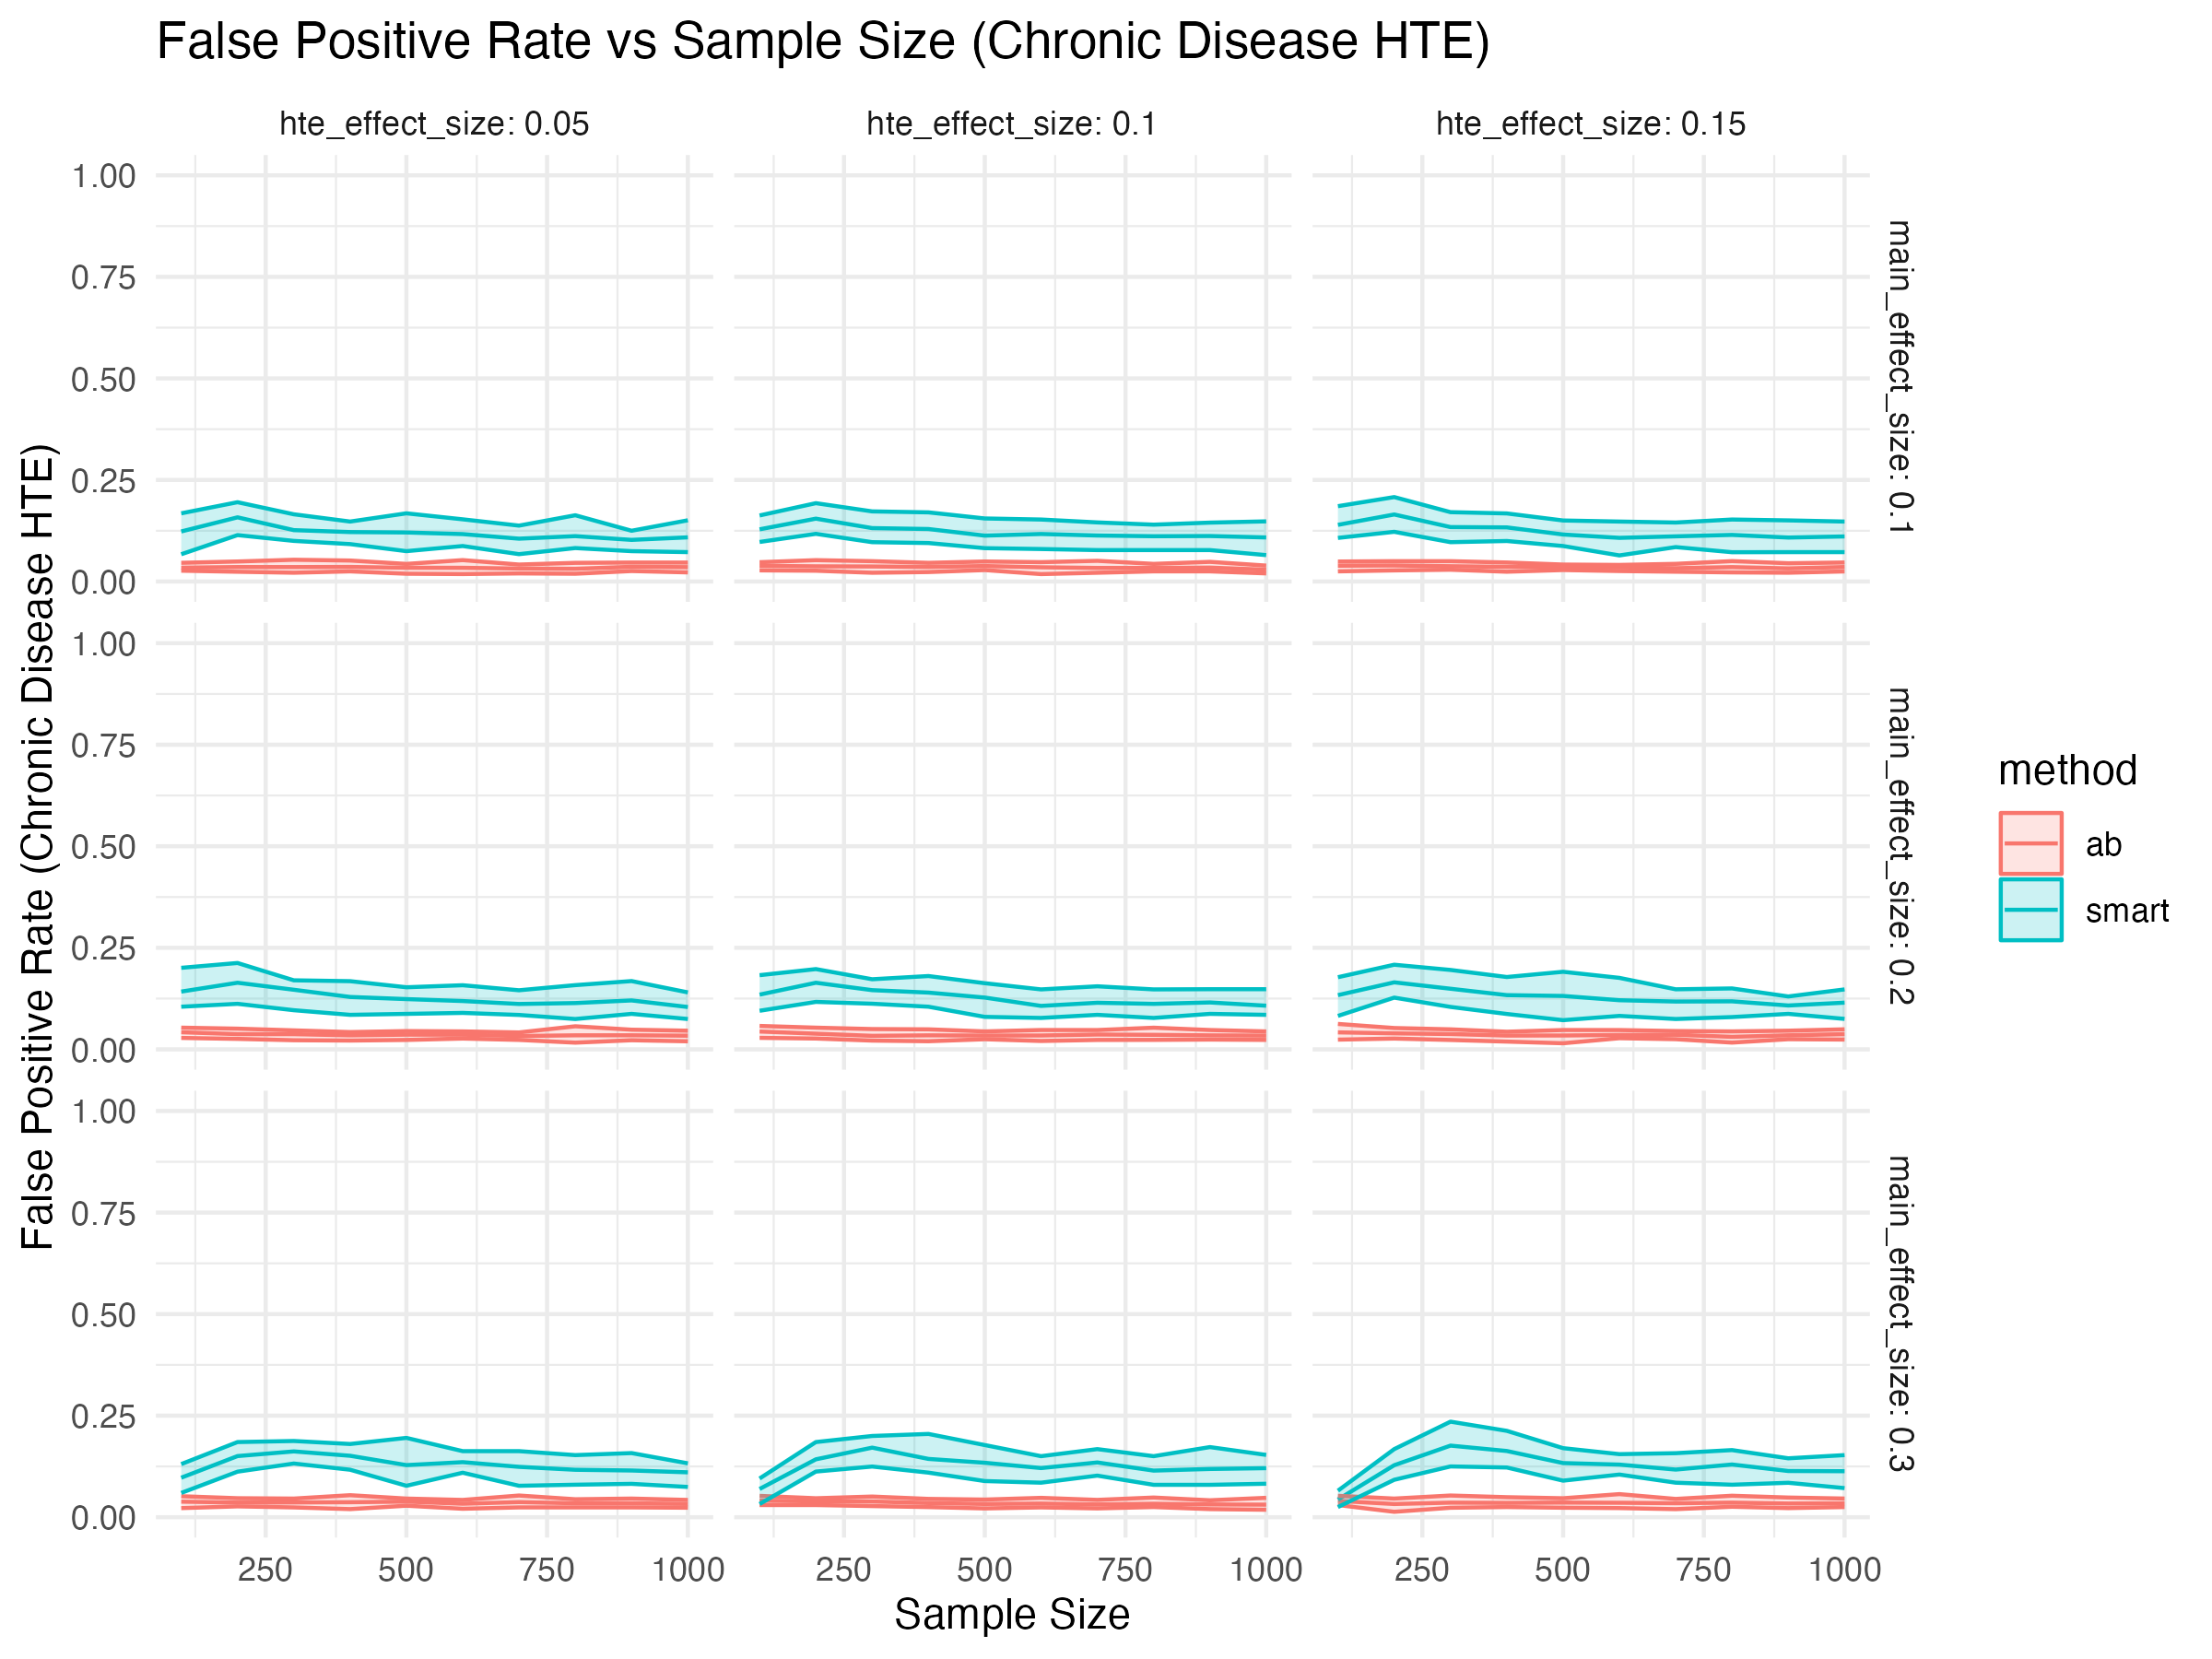 False Positive Rate vs Sample Size (Chronic Disease HTE)
hte_effect_size: 0.05
hte_effect_size: 0.1
hte_effect_size: 0.15
False Positive Rate (Chronic Disease HTE)
1.00
0.75
0.50
0.25
0.00
main_effect_size: 0.1
1.00
0.75
0.50
0.25
0.00
main_effect_size: 0.2
1.00
0.75
0.50
0.25
0.00
main_effect_size: 0.3
250 500 750 1000
250 500 750 1000
250 500 750 1000
Sample Size
method
ab
smart